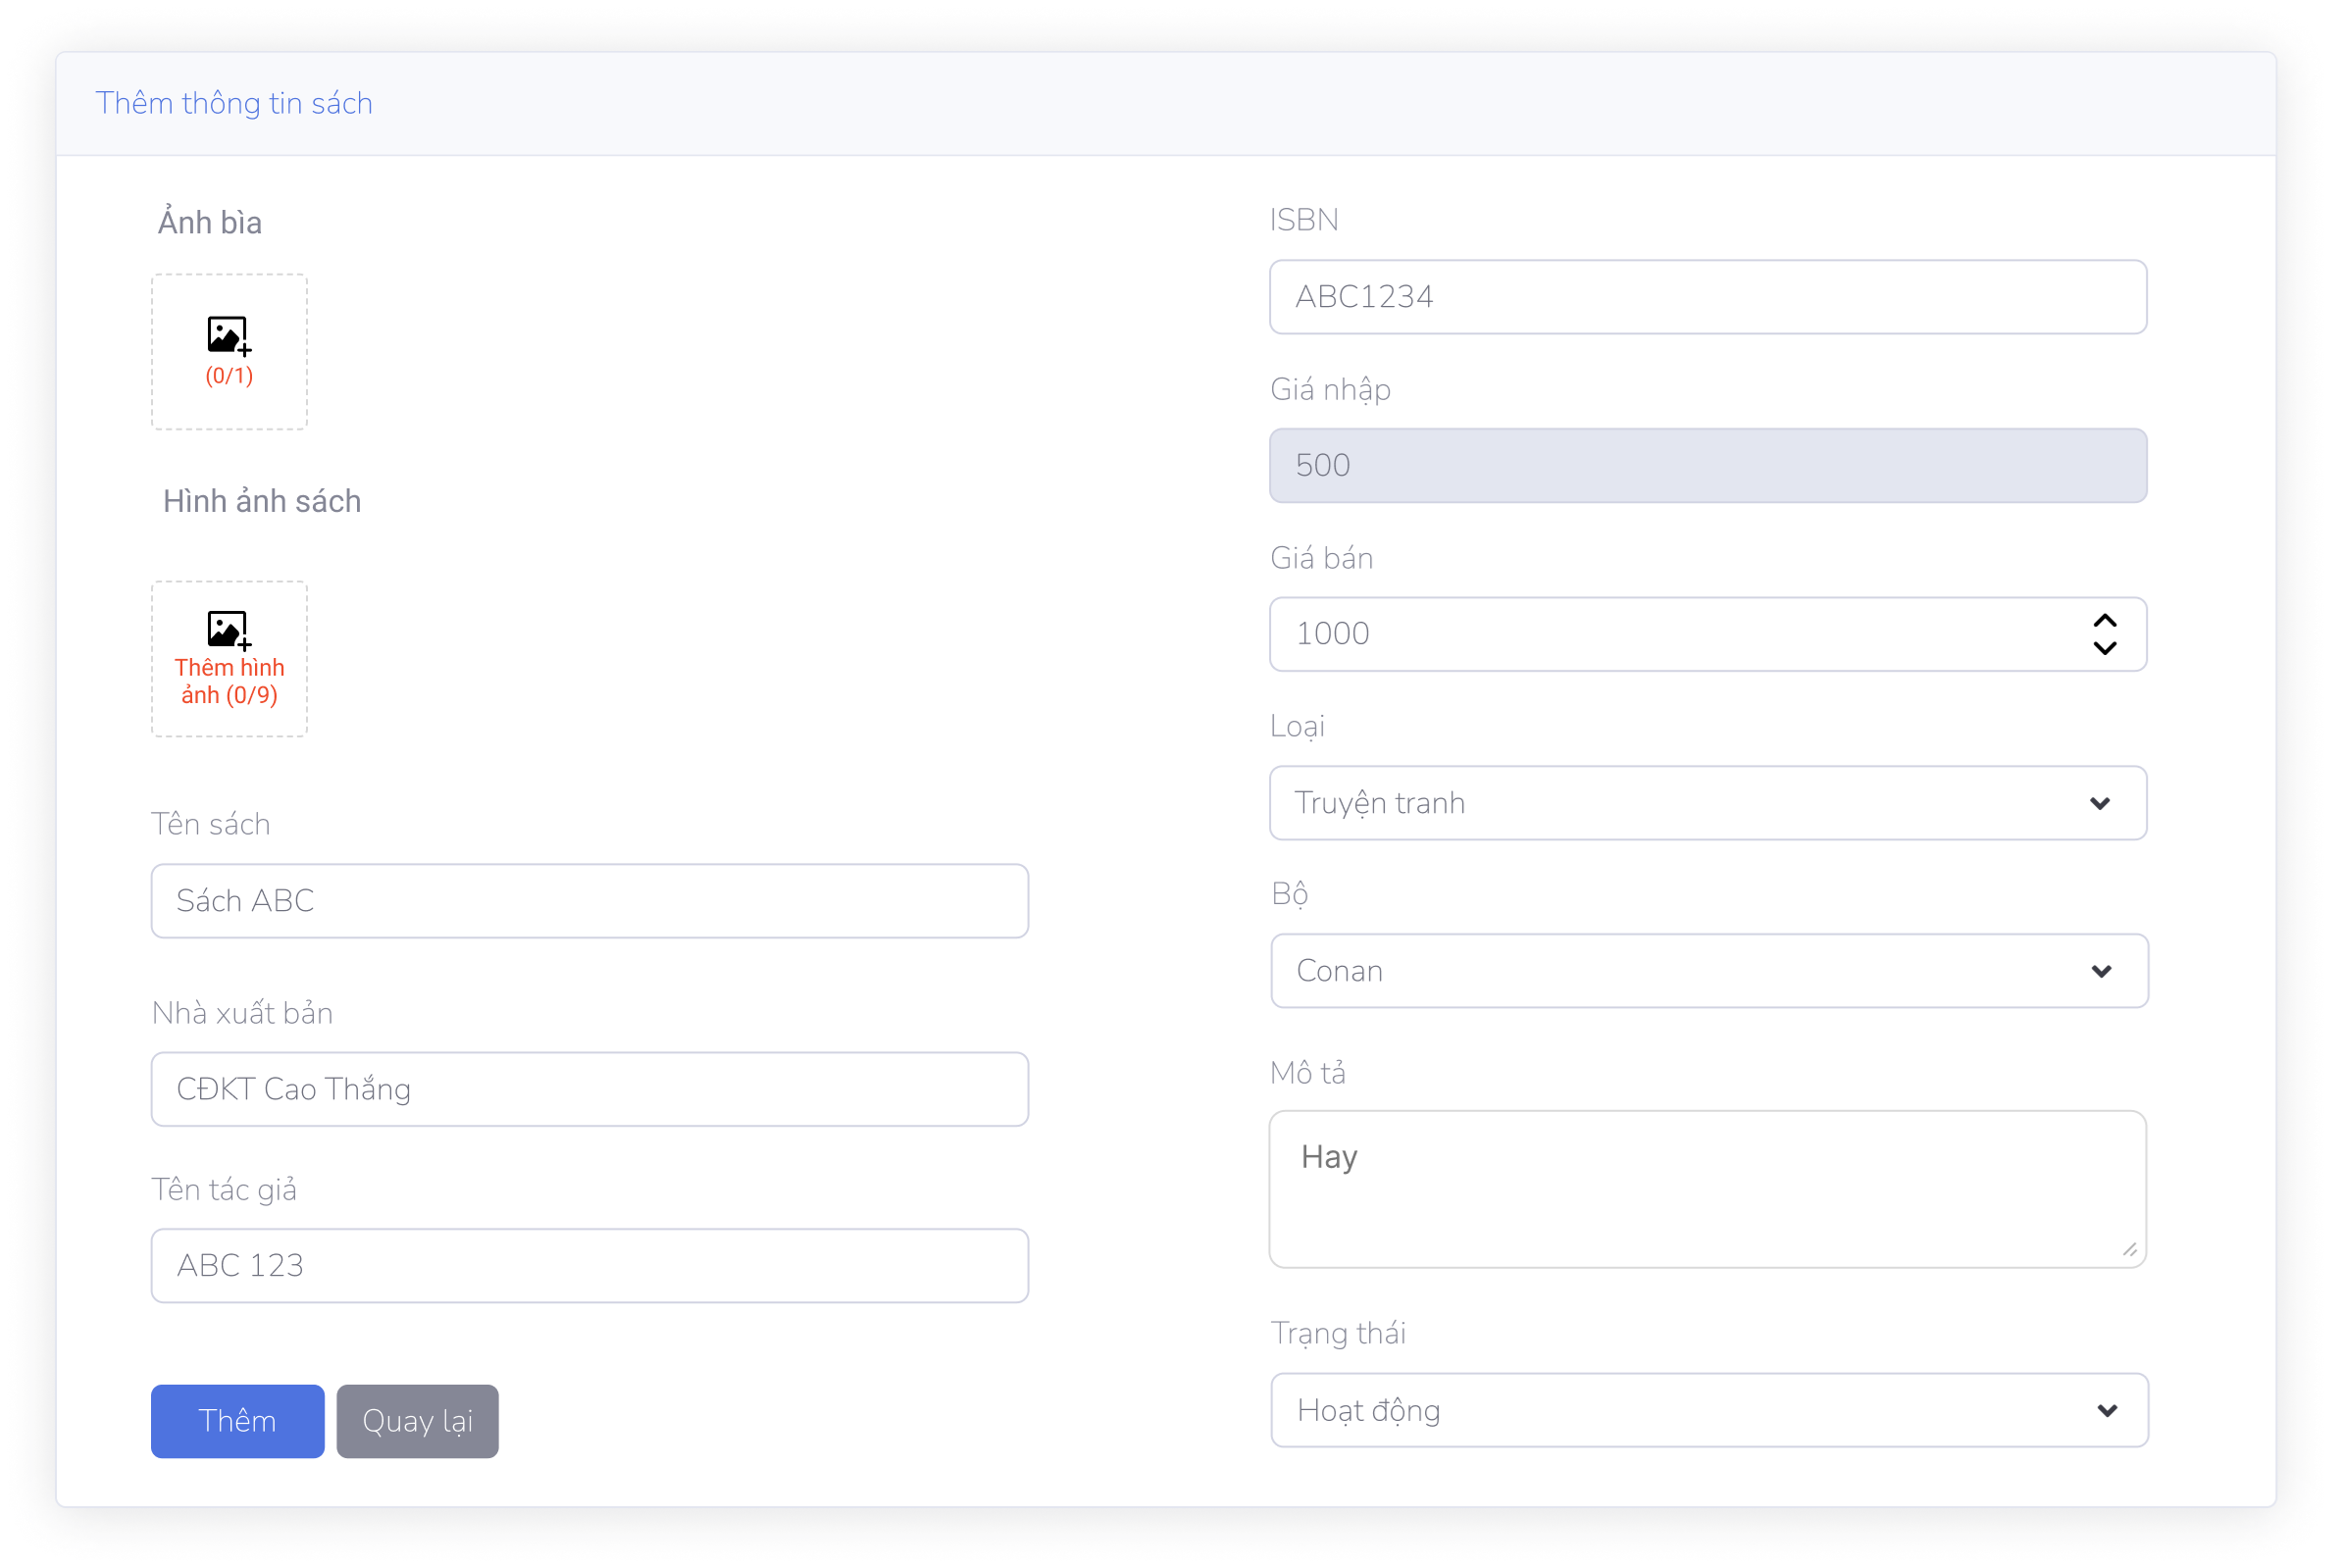 Thêm thông tin sách
Ảnh bìa
(0/1)
Hình ảnh sách
Thêm hình
ảnh (0/9)
Tên sách
Sách ABC
Nhà xuất bản
CĐKT Cao Thắng
Tên tác giả
ABC 123
Thêm
Quay lại
ISBN
ABC1234
Giá nhập
500
Giá bán
1000
Loại
Truyện tranh
Bộ
Conan
Mô tả
Hay
Trạng thái
Hoạt động